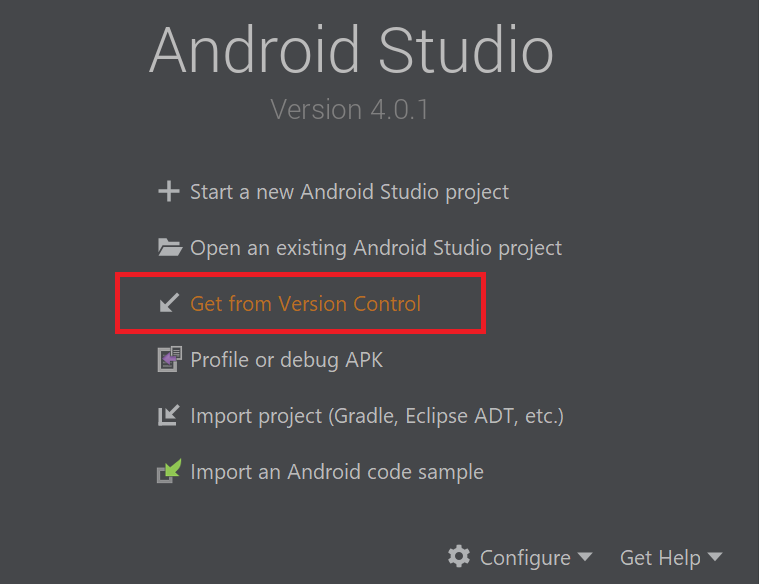 Android Studio
Version 4.0.1
Start a new Android Studio project
Open an existing Android Studio project
Get from Version Control
Profile or debug APK
Import project (Gradle, Eclipse ADT, etc.)
Import an Android code sample
Configure Get Help